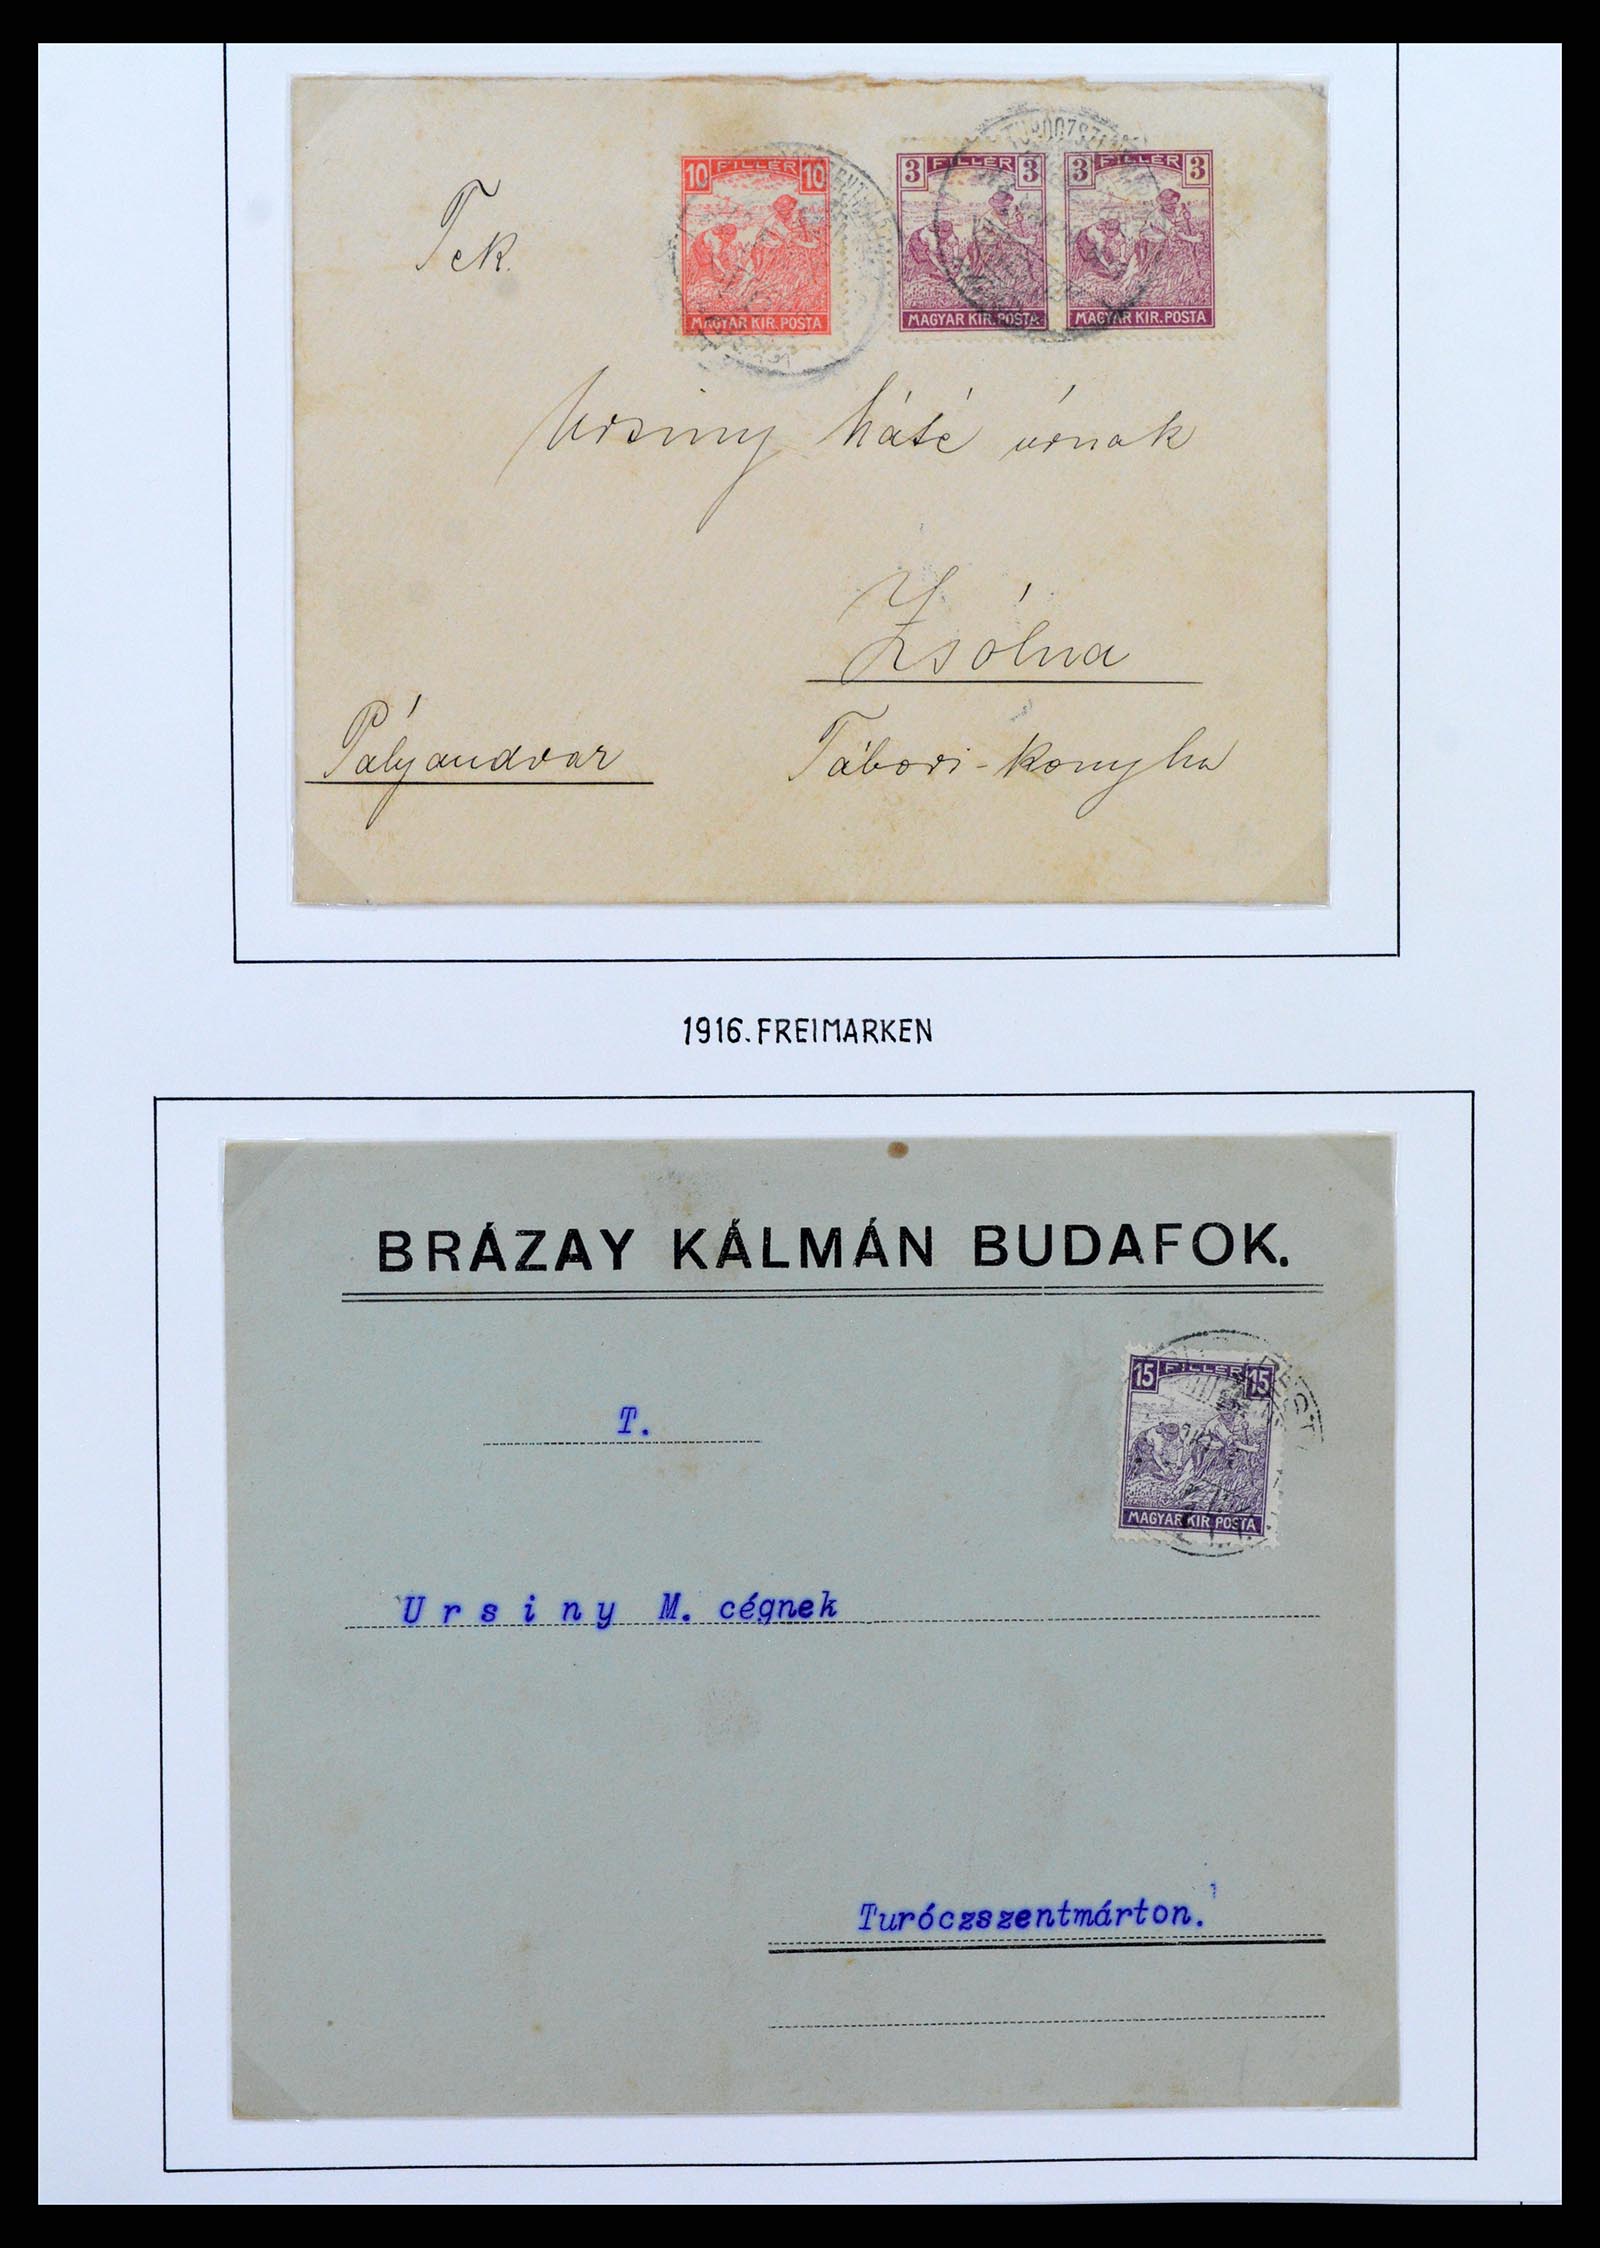 10 FILLÉR 10
MAGYAR KIR. POSTA
3 FILLÉR 3
MAGYAR KIR. POSTA
3 FILLÉR 3
MAGYAR KIR. POSTA
Tek.
Ursiny Máté úrnak
Zsólna
Pályaudvar
Tábori-konyha
1916. FREIMARKEN
BRÁZAY KÁLMÁN BUDAFOK.
15 FILLÉR 15
MAGYAR KIR. POSTA
T.
Ursiny M. cégnek
Turóczszentmárton.